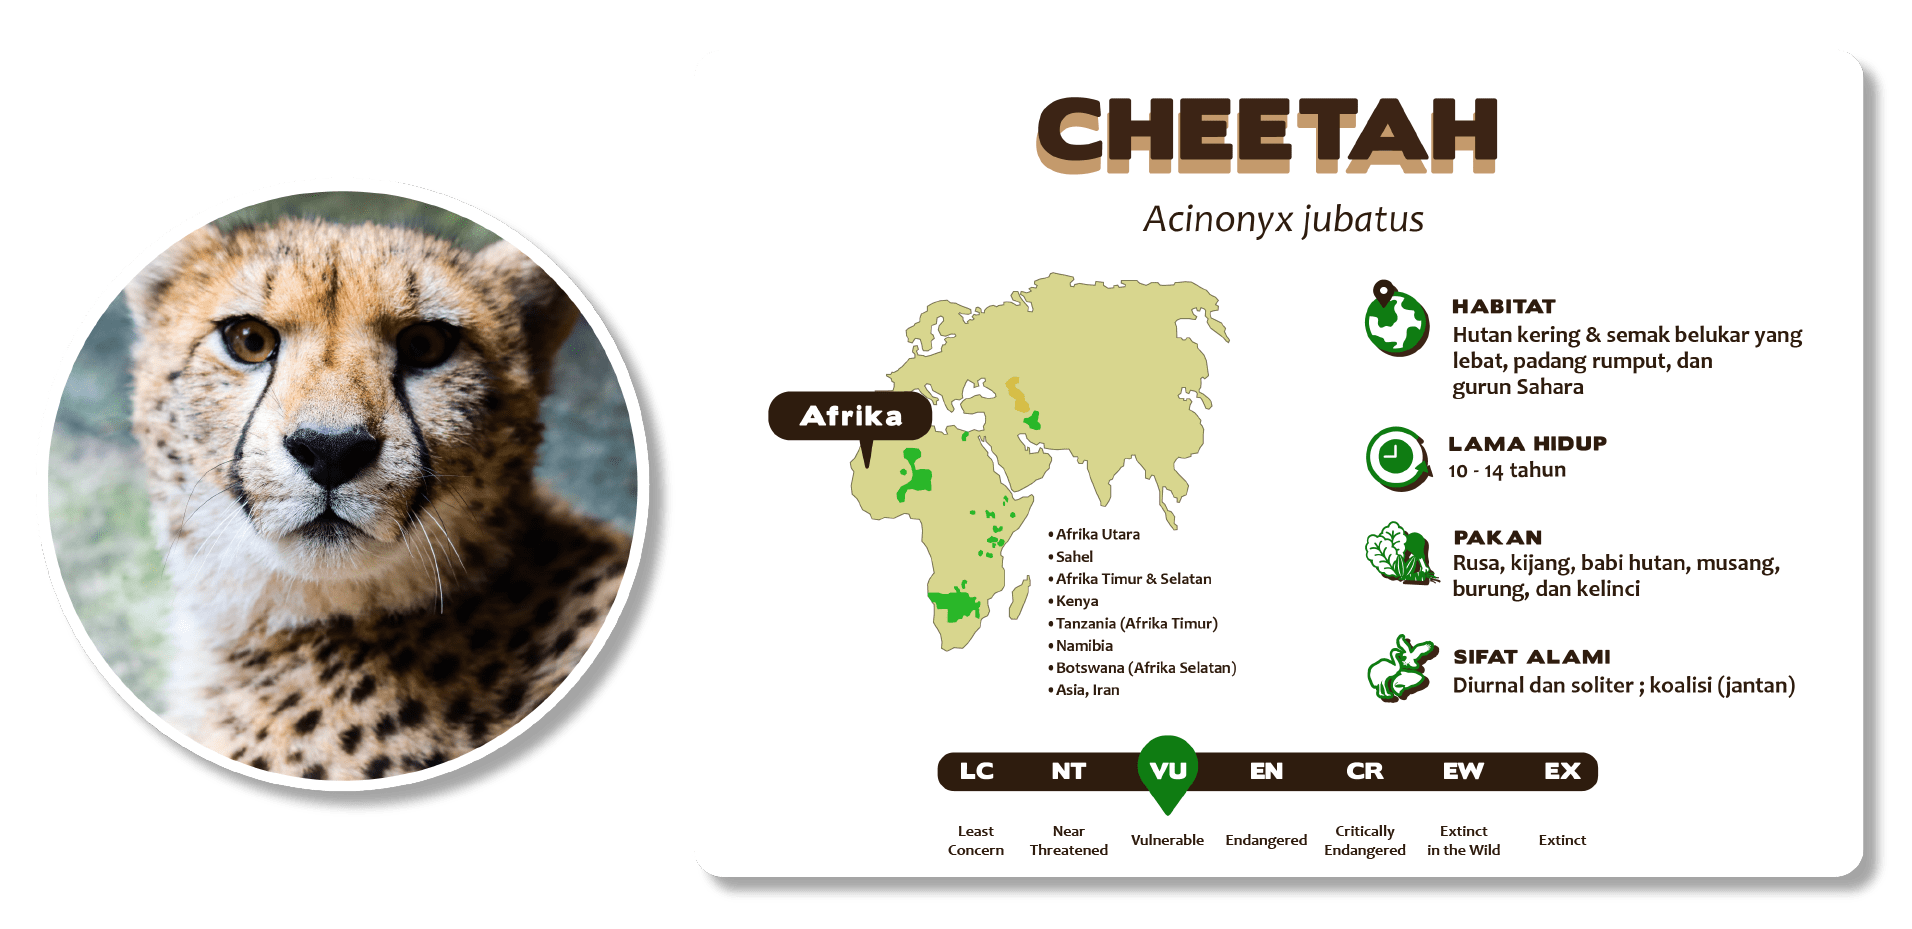 CHEETAH
Acinonyx jubatus
Afrika
• Afrika Utara
• Sahel
• Afrika Timur & Selatan
• Kenya
• Tanzania (Afrika Timur)
• Namibia
• Botswana (Afrika Selatan)
• Asia, Iran
HABITAT
Hutan kering & semak belukar yang
lebat, padang rumput, dan
gurun Sahara
LAMA HIDUP
10 - 14 tahun
PAKAN
Rusa, kijang, babi hutan, musang,
burung, dan kelinci
SIFAT ALAMI
Diurnal dan soliter ; koalisi (jantan)
LC NT VU EN CR EW EX
Least Concern
Near Threatened
Vulnerable
Endangered
Critically Endangered
Extinct in the Wild
Extinct